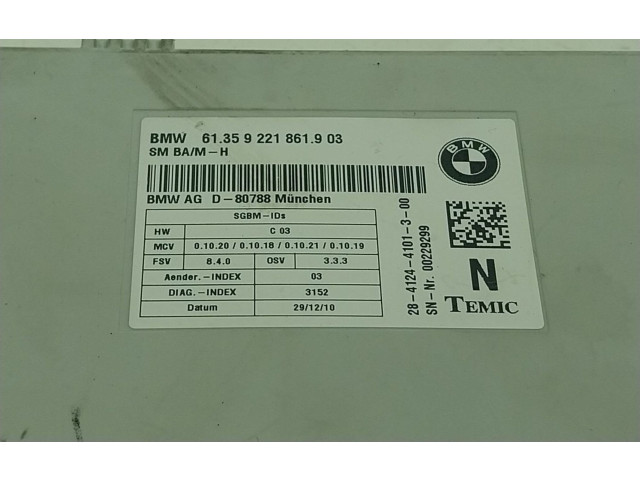 BMW 61.35 9 221 861.9 03
SM BA/M-H
BMW AG D-80788 München
SGBM-IDs
HW C 03
MCV 0.10.20 / 0.10.18 / 0.10.21 / 0.10.19
FSV 8.4.0 OSV 3.3.3
Aender.-INDEX 03
DIAG.-INDEX 3152
Datum 29/12/10
28-4124-4101-3-00
SN-Nr. 00229299
BMW
N
TEMIC